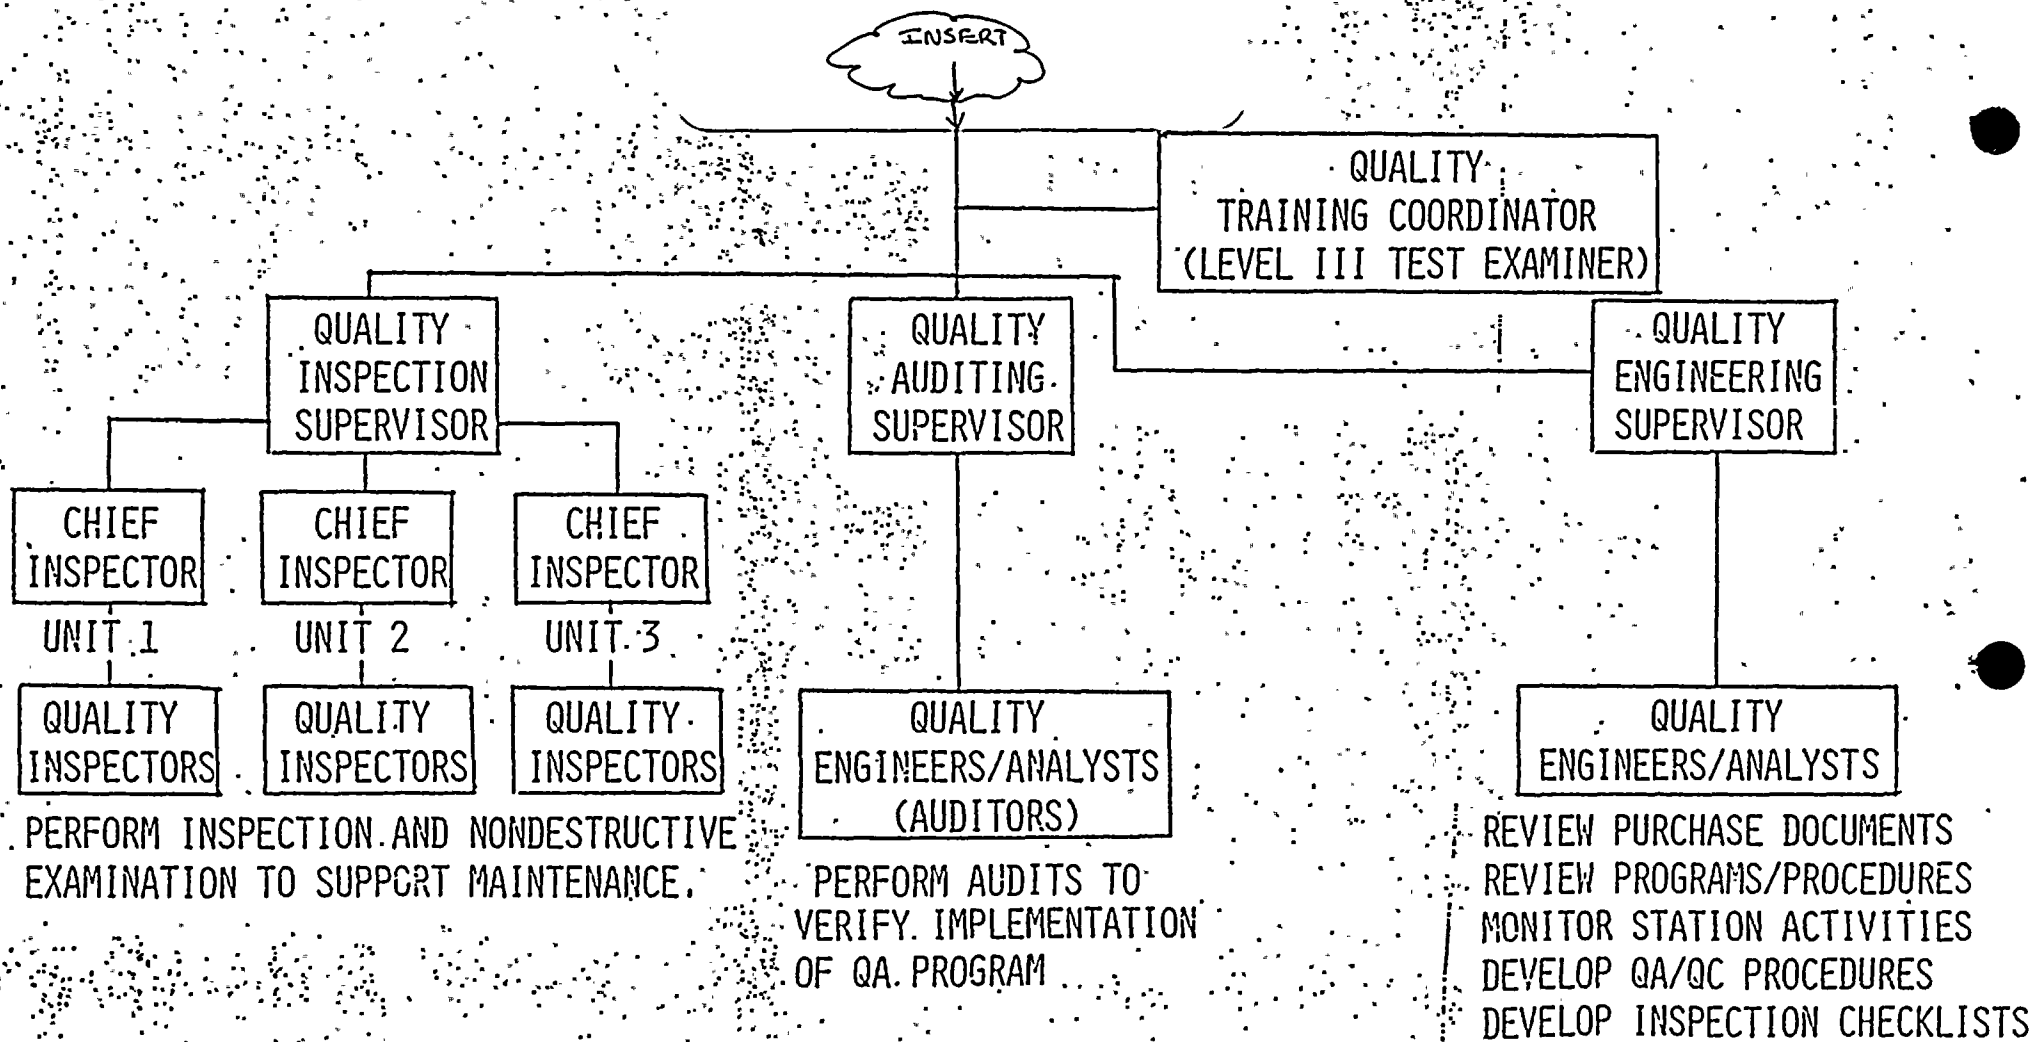 INSERT
QUALITY
TRAINING COORDINATOR
(LEVEL III TEST EXAMINER)
QUALITY
INSPECTION
SUPERVISOR
QUALITY
AUDITING
SUPERVISOR
QUALITY
ENGINEERING
SUPERVISOR
CHIEF
INSPECTOR
UNIT 1
QUALITY
INSPECTORS
CHIEF
INSPECTOR
UNIT 2
QUALITY
INSPECTORS
CHIEF
INSPECTOR
UNIT 3
QUALITY
INSPECTORS
PERFORM INSPECTION AND NONDESTRUCTIVE
EXAMINATION TO SUPPORT MAINTENANCE.
QUALITY
ENGINEERS/ANALYSTS
(AUDITORS)
PERFORM AUDITS TO
VERIFY IMPLEMENTATION
OF QA PROGRAM
QUALITY
ENGINEERS/ANALYSTS
REVIEW PURCHASE DOCUMENTS
REVIEW PROGRAMS/PROCEDURES
MONITOR STATION ACTIVITIES
DEVELOP QA/QC PROCEDURES
DEVELOP INSPECTION CHECKLISTS